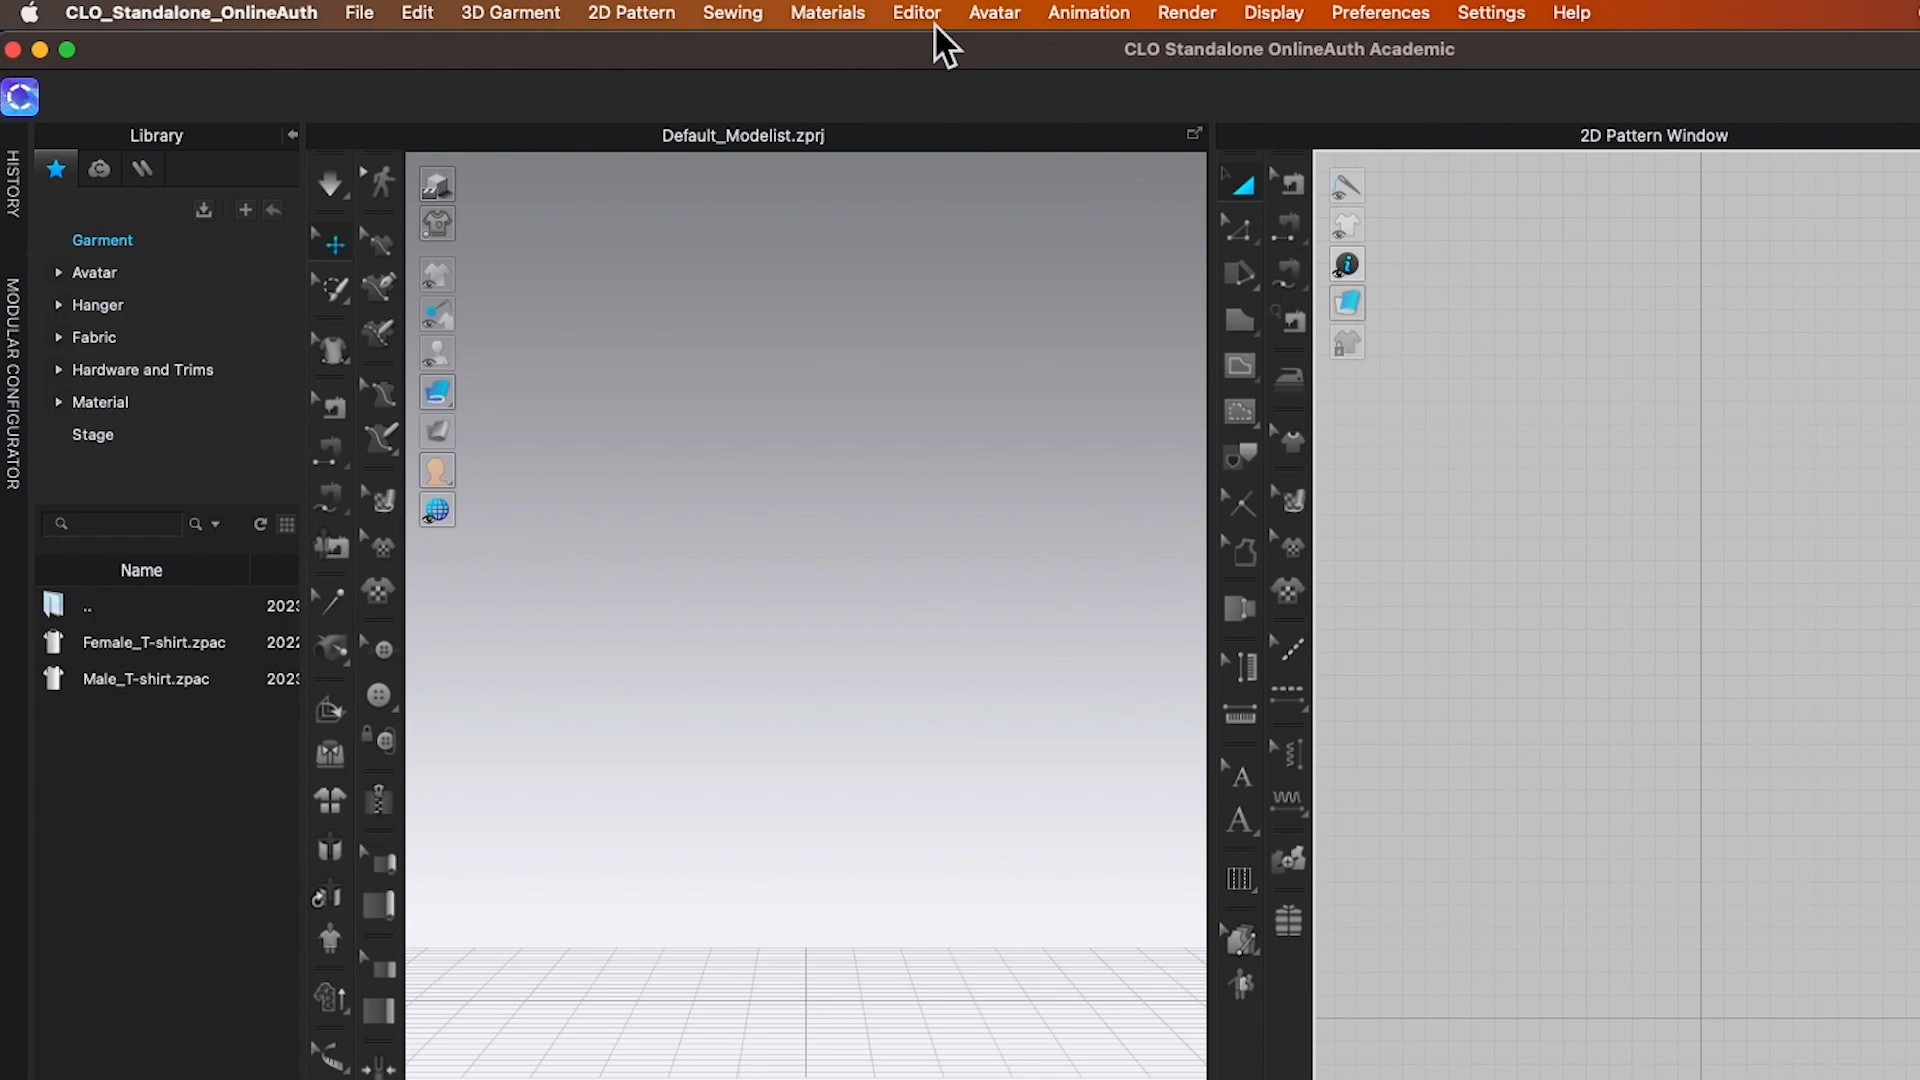 CLO_Standalone_OnlineAuth File Edit 3D Garment 2D Pattern Sewing Materials Editor Avatar Animation Render Display Preferences Settings Help
CLO Standalone OnlineAuth Academic
Library
Default_Modelist.zprj
2D Pattern Window
HISTORY
MODULAR CONFIGURATOR
Garment
Avatar
Hanger
Fabric
Hardware and Trims
Material
Stage
Name
..
Female_T-shirt.zpac 2022
Male_T-shirt.zpac
A
A